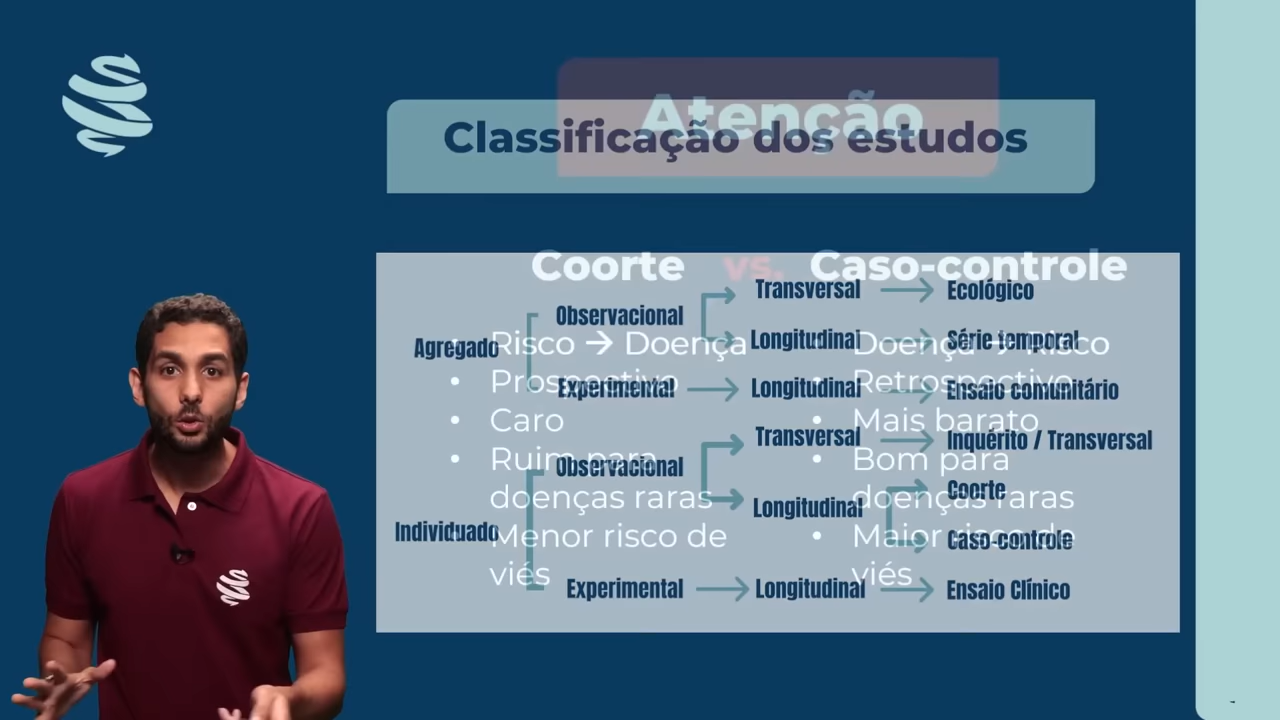 Atenção
Classificação dos estudos
Coorte vs. Caso-controle
Transversal → Ecológico
Observacional
Longitudinal → Série temporal
Agregado
Experimental → Longitudinal → Ensaio comunitário
Transversal → Inquérito / Transversal
Observacional
Longitudinal
Coorte
Caso-controle
Individuado
Experimental → Longitudinal → Ensaio Clínico
• Risco → Doença
• Prospectivo
• Caro
• Ruim para
doenças raras
• Menor risco de
viés
• Doença → Risco
• Retrospectivo
• Mais barato
• Bom para
doenças raras
• Maior risco de
viés